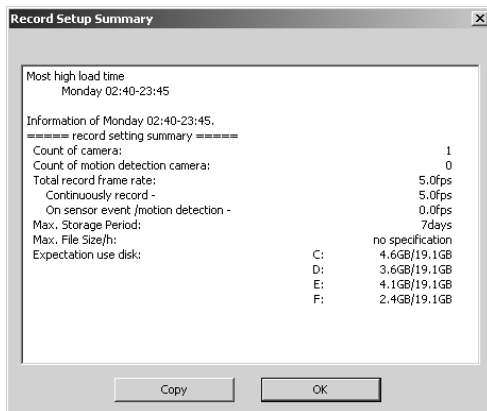 Record Setup Summary
Most high load time
Monday 02:40-23:45
Information of Monday 02:40-23:45.
===== record setting summary =====
Count of camera: 1
Count of motion detection camera: 0
Total record frame rate: 5.0fps
Continuously record - 5.0fps
On sensor event /motion detection - 0.0fps
Max. Storage Period: 7days
Max. File Size/h: no specification
Expectation use disk: C: 4.6GB/19.1GB
D: 3.6GB/19.1GB
E: 4.1GB/19.1GB
F: 2.4GB/19.1GB
Copy OK